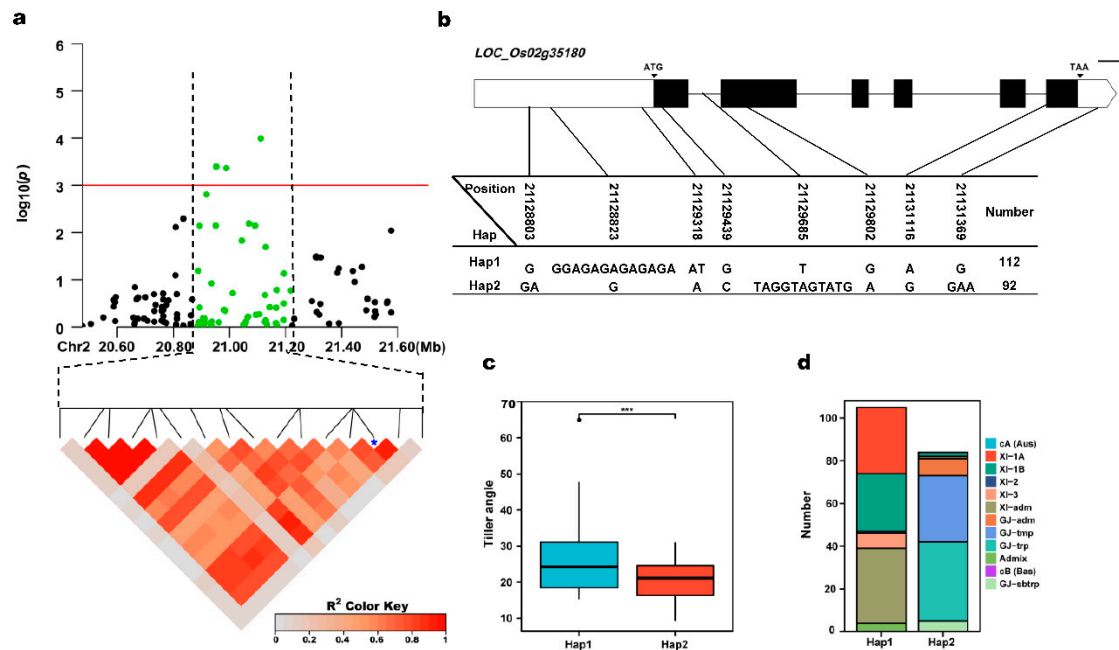 a
log10(p)
6
5
4
3
2
1
0
Chr2 20.60 20.80 21.00 21.20 21.40 21.60(Mb)
*
R2 Color Key
0 0.2 0.4 0.6 0.8 1
b
LOC_Os02g35180
ATG TAA
Position 21128803 21128823 21129318 21129439 21129685 21129802 21131116 21131369 Number
Hap
Hap1 G GGAGAGAGAGAGA AT G T G A G 112
Hap2 GA G A C TAGGTAGTATG A G GAA 92
c
Tiller angle
70
60
50
40
30
20
10
***
Hap1 Hap2
d
Number
100
80
60
40
20
0
Hap1 Hap2
cA (Aus)
XI-1A
XI-1B
XI-2
XI-3
XI-adm
GJ-adm
GJ-tmp
GJ-trp
Admix
cB (Bas)
GJ-sbtrp